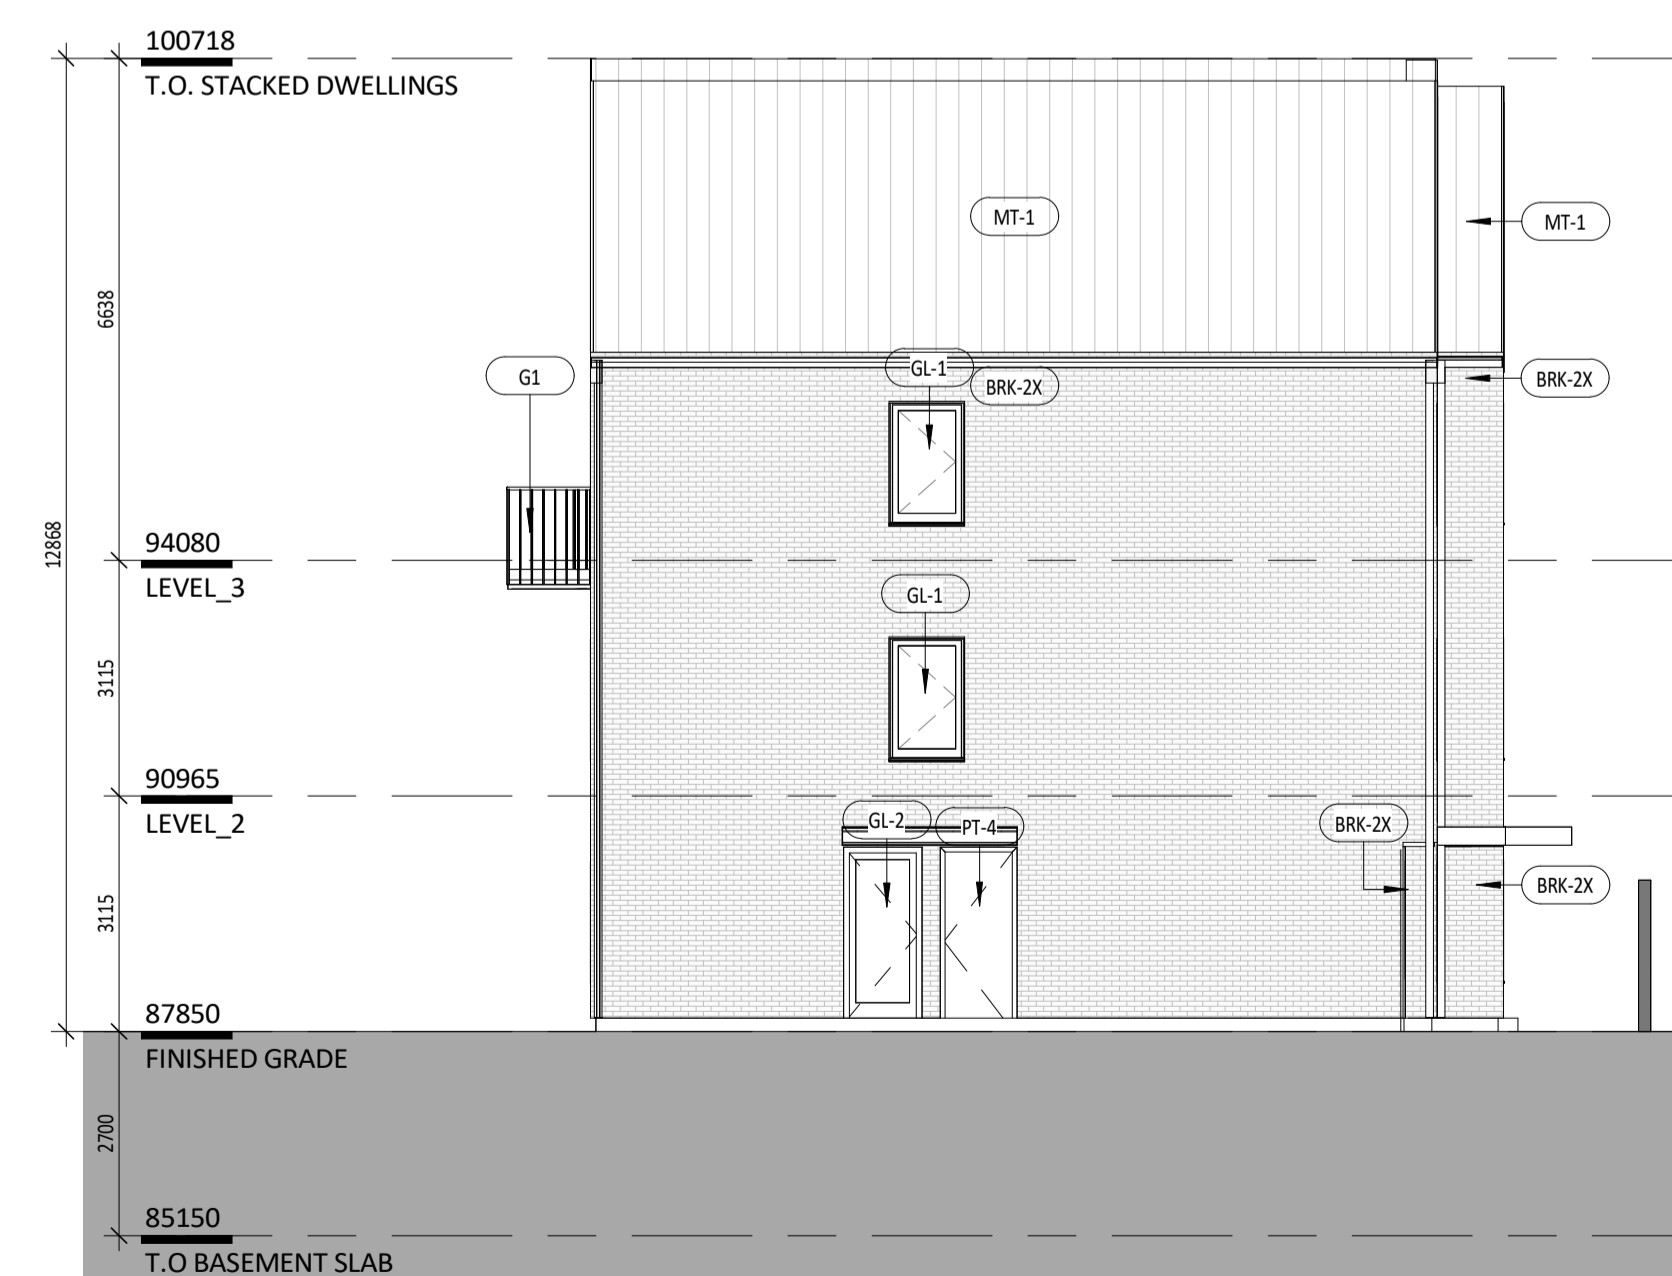 100718
T.O. STACKED DWELLINGS
MT-1
MT-1
6638
G1
GL-1
BRK-2X
BRK-2X
12868
94080
LEVEL_3
GL-1
3115
90965
LEVEL_2
GL-2
PT-4
BRK-2X
BRK-2X
3115
87850
FINISHED GRADE
2700
85150
T.O BASEMENT SLAB